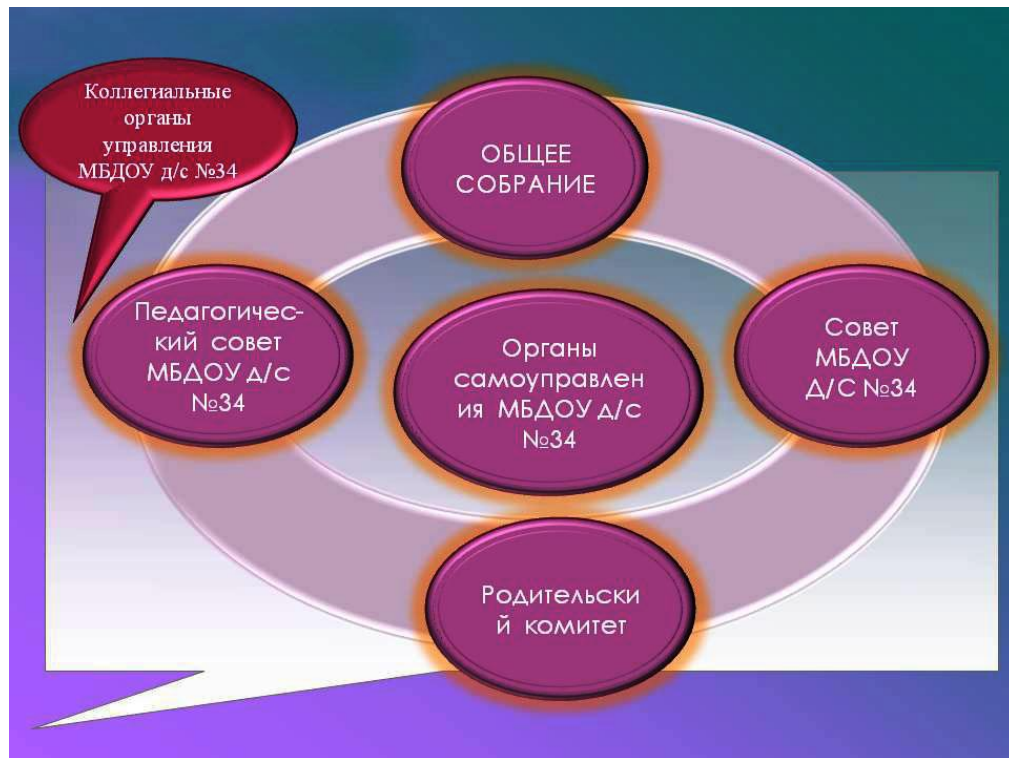 Коллегиальные
органы
управления
МБДОУ д/с №34
ОБЩЕЕ
СОБРАНИЕ
Педагогичес-
кий совет
МБДОУ д/с
№34
Органы
самоуправлен
ия МБДОУ д/с
№34
Совет
МБДОУ
Д/С №34
Родительски
й комитет